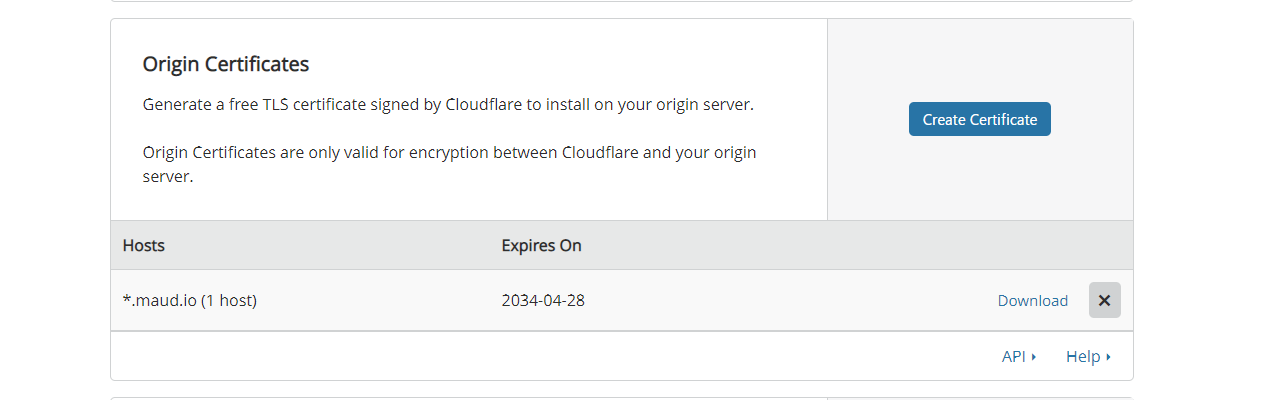 Origin Certificates
Generate a free TLS certificate signed by Cloudflare to install on your origin server.
Create Certificate
Origin Certificates are only valid for encryption between Cloudflare and your origin
server.
Hosts Expires On
*.maud.io (1 host) 2034-04-28 Download ×
API Help